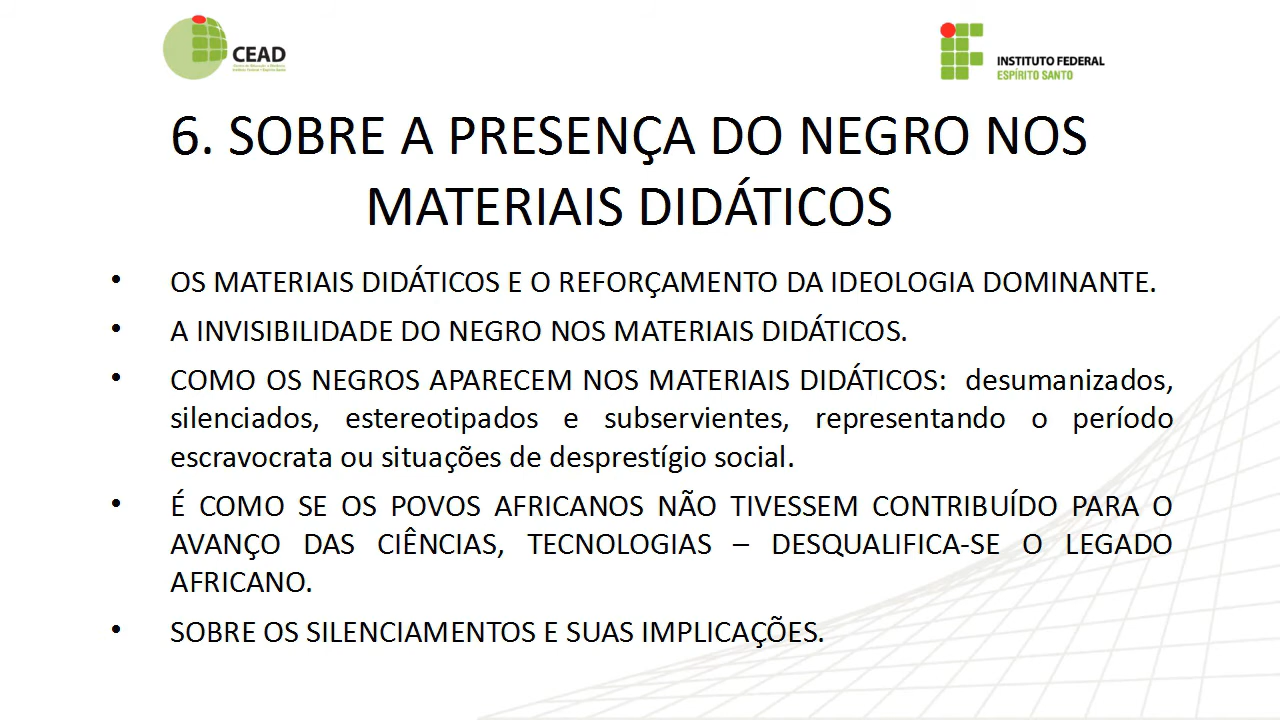 CEAD
INSTITUTO FEDERAL
ESPÍRITO SANTO
6. SOBRE A PRESENÇA DO NEGRO NOS
MATERIAIS DIDÁTICOS
• OS MATERIAIS DIDÁTICOS E O REFORÇAMENTO DA IDEOLOGIA DOMINANTE.
• A INVISIBILIDADE DO NEGRO NOS MATERIAIS DIDÁTICOS.
• COMO OS NEGROS APARECEM NOS MATERIAIS DIDÁTICOS: desumanizados,
silenciados, estereotipados e subservientes, representando o período
escravocrata ou situações de desprestígio social.
• É COMO SE OS POVOS AFRICANOS NÃO TIVESSEM CONTRIBUÍDO PARA O
AVANÇO DAS CIÊNCIAS, TECNOLOGIAS – DESQUALIFICA-SE O LEGADO
AFRICANO.
• SOBRE OS SILENCIAMENTOS E SUAS IMPLICAÇÕES.